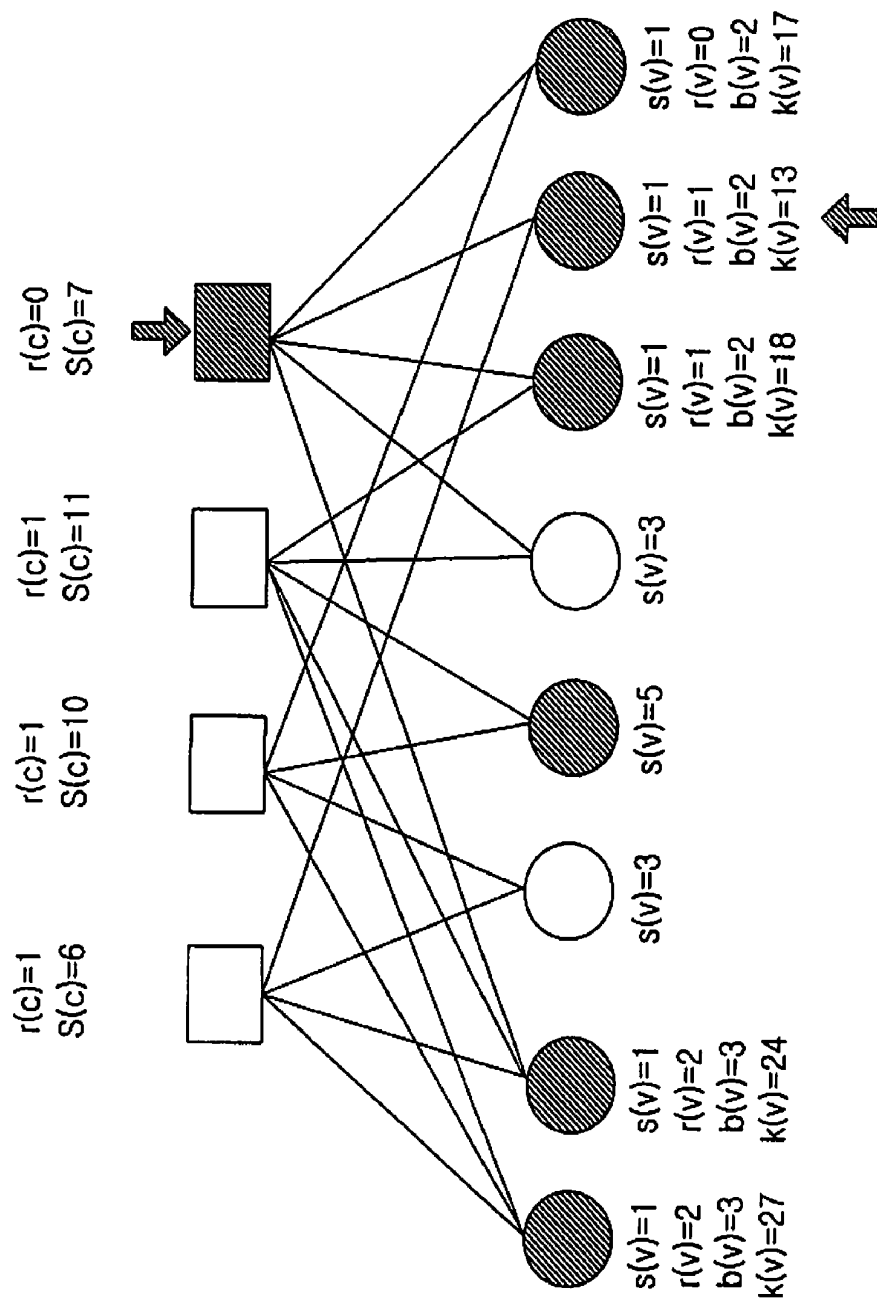 r(c)=1
S(c)=6
r(c)=1
S(c)=10
r(c)=1
S(c)=11
r(c)=0
S(c)=7
s(v)=1
r(v)=2
b(v)=3
k(v)=27
s(v)=1
r(v)=2
b(v)=3
k(v)=24
s(v)=3
s(v)=5
s(v)=3
s(v)=1
r(v)=1
b(v)=2
k(v)=18
s(v)=1
r(v)=1
b(v)=2
k(v)=13
s(v)=1
r(v)=0
b(v)=2
k(v)=17